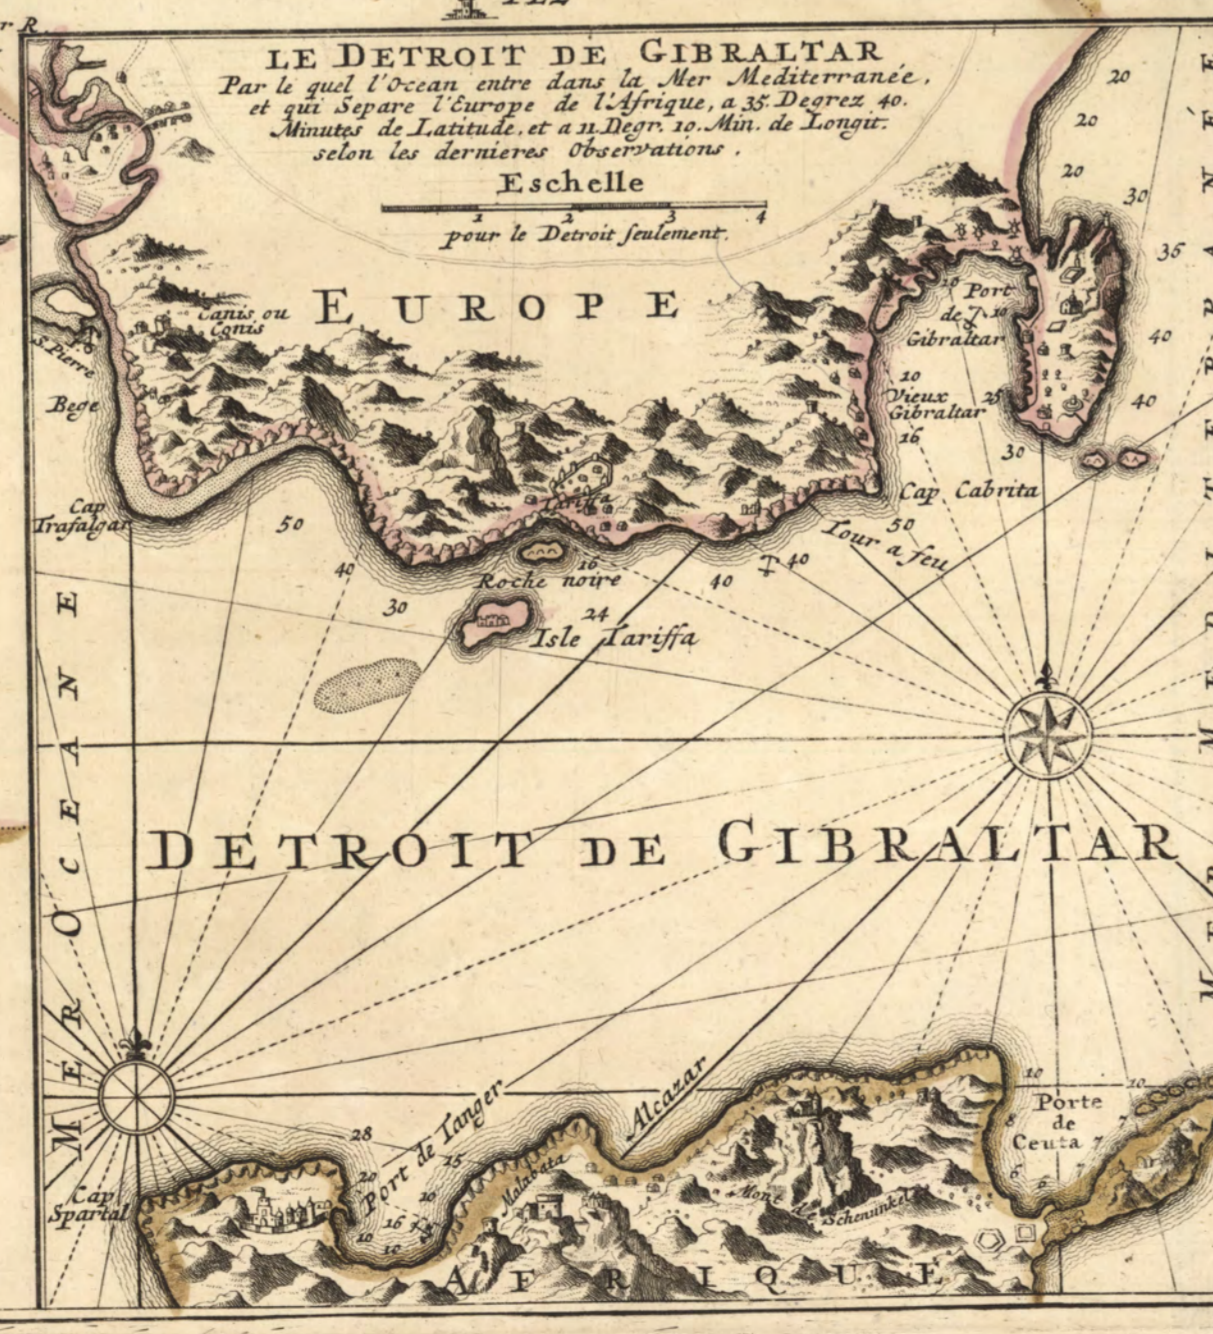 LE DETROIT DE GIBRALTAR
Par le quel l'Ocean entre dans la Mer Mediterranée,
et qui Separe l'Europe de l'Afrique, a 35. Degrez 40.
Minutes de Latitude, et a 11. Degr. 10. Min. de Longit.
selon les dernieres Observations.
Eschelle
1 2 3 4
pour le Detroit seulement.
EUROPE
Canis ou
Conis
S. Pierre
Bege
Cap
Trafalgar
Tariffa
Roche noire
Isle Tariffa
Port
de
Gibraltar
Vieux
Gibraltar
Cap Cabrita
Tour a feu
20
20
20
30
35
40
40
10
10
10
16
25
30
50
40
30
16
24
40
40
50
DETROIT DE GIBRALTAR
MER OCEANE
Cap
Spartal
Port de Tanger
28
20
15
10
16
7
10
10
Malabata
Alcazar
Mont
de
Schenunkel
Porte
de
Ceuta
10
10
8
7
7
7
6
6
AFRIQUE